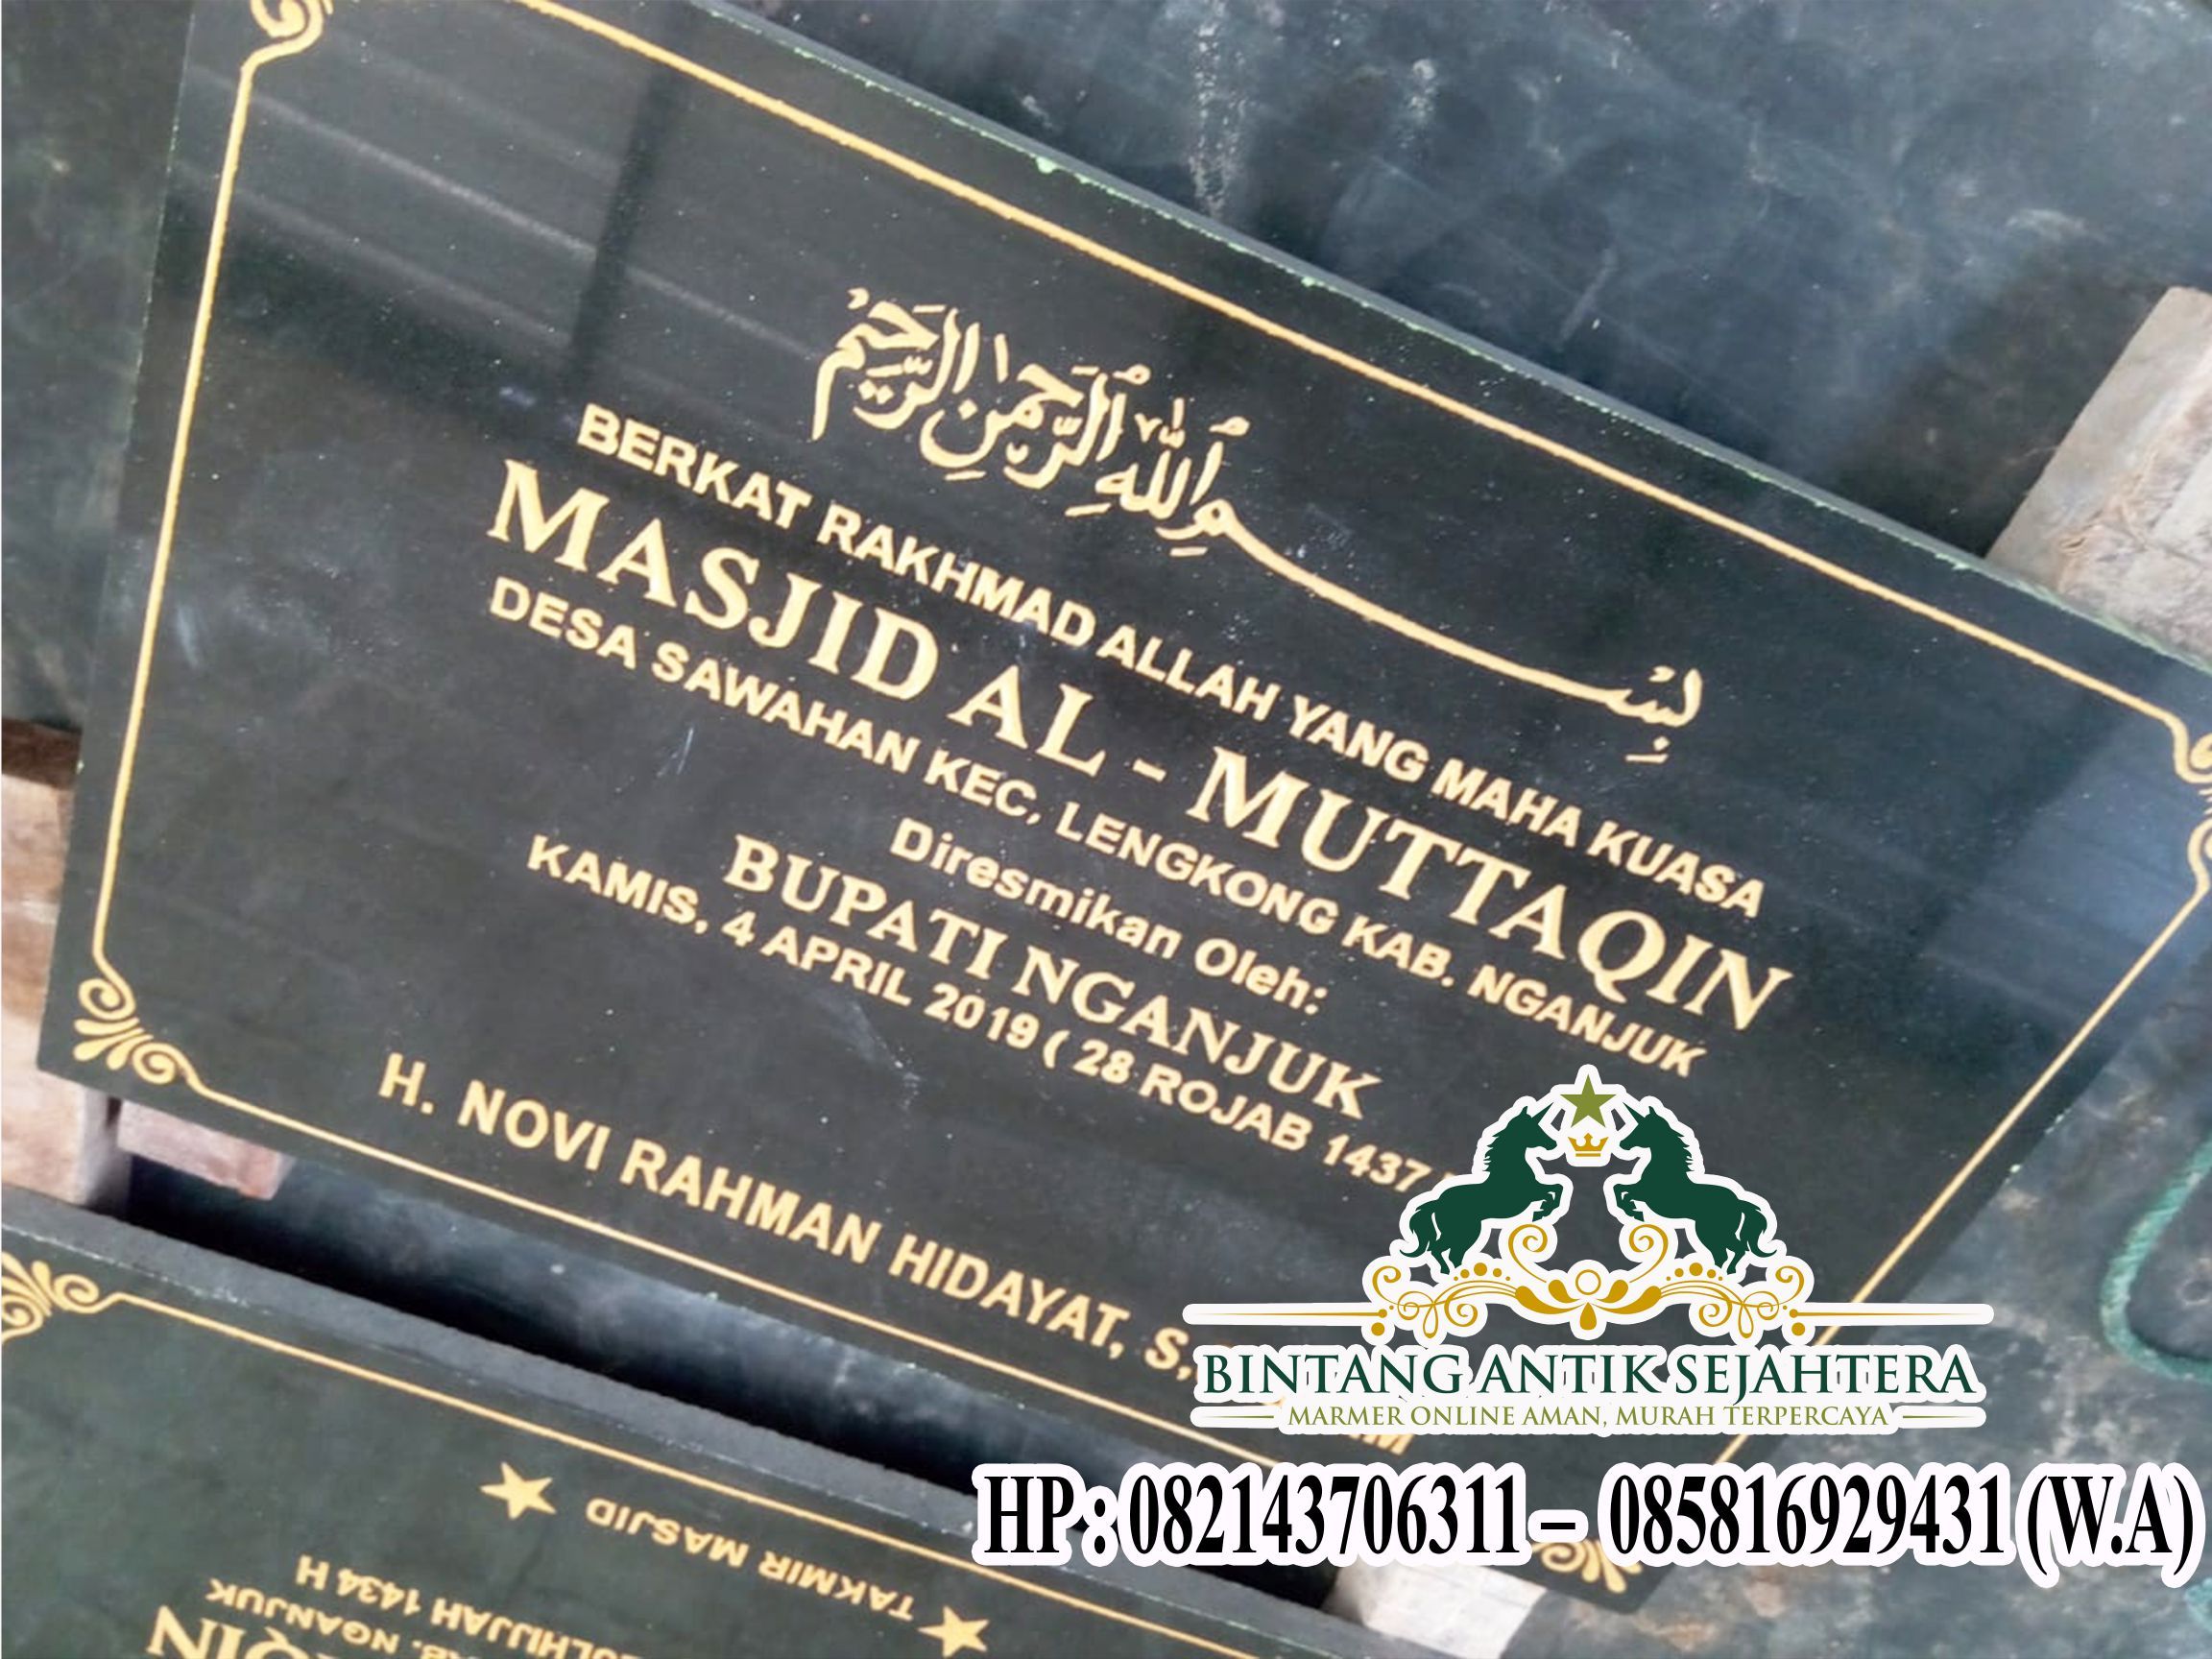 بِسْمِ اللهِ الرَّحْمٰنِ الرَّحِيْمِ
BERKAT RAKHMAD ALLAH YANG MAHA KUASA
MASJID AL - MUTTAQIN
DESA SAWAHAN KEC, LENGKONG KAB. NGANJUK
Diresmikan Oleh:
BUPATI NGANJUK
KAMIS, 4 APRIL 2019 ( 28 ROJAB 1437
H. NOVI RAHMAN HIDAYAT, S,
BINTANG ANTIK SEJAHTERA
MARMER ONLINE AMAN, MURAH TERPERCAYA
HP : 082143706311 – 085816929431 (W.A)
TAKMIR MASJID
1434 H
NGANJUK